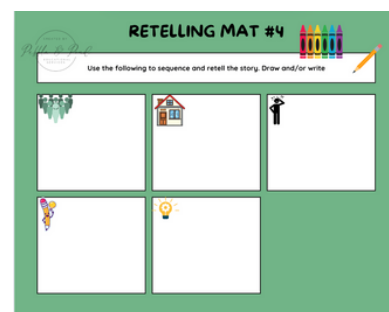 RETELLING MAT #4
Use the following to sequence and retell the story. Draw and/or write